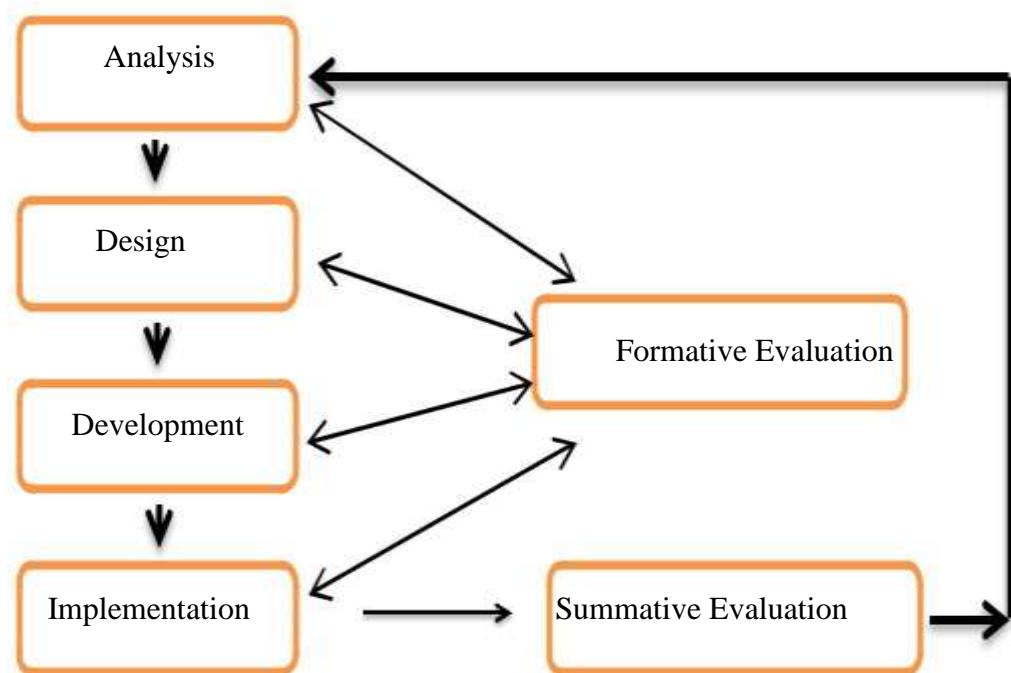 Analysis
Design
Formative Evaluation
Development
Implementation
Summative Evaluation